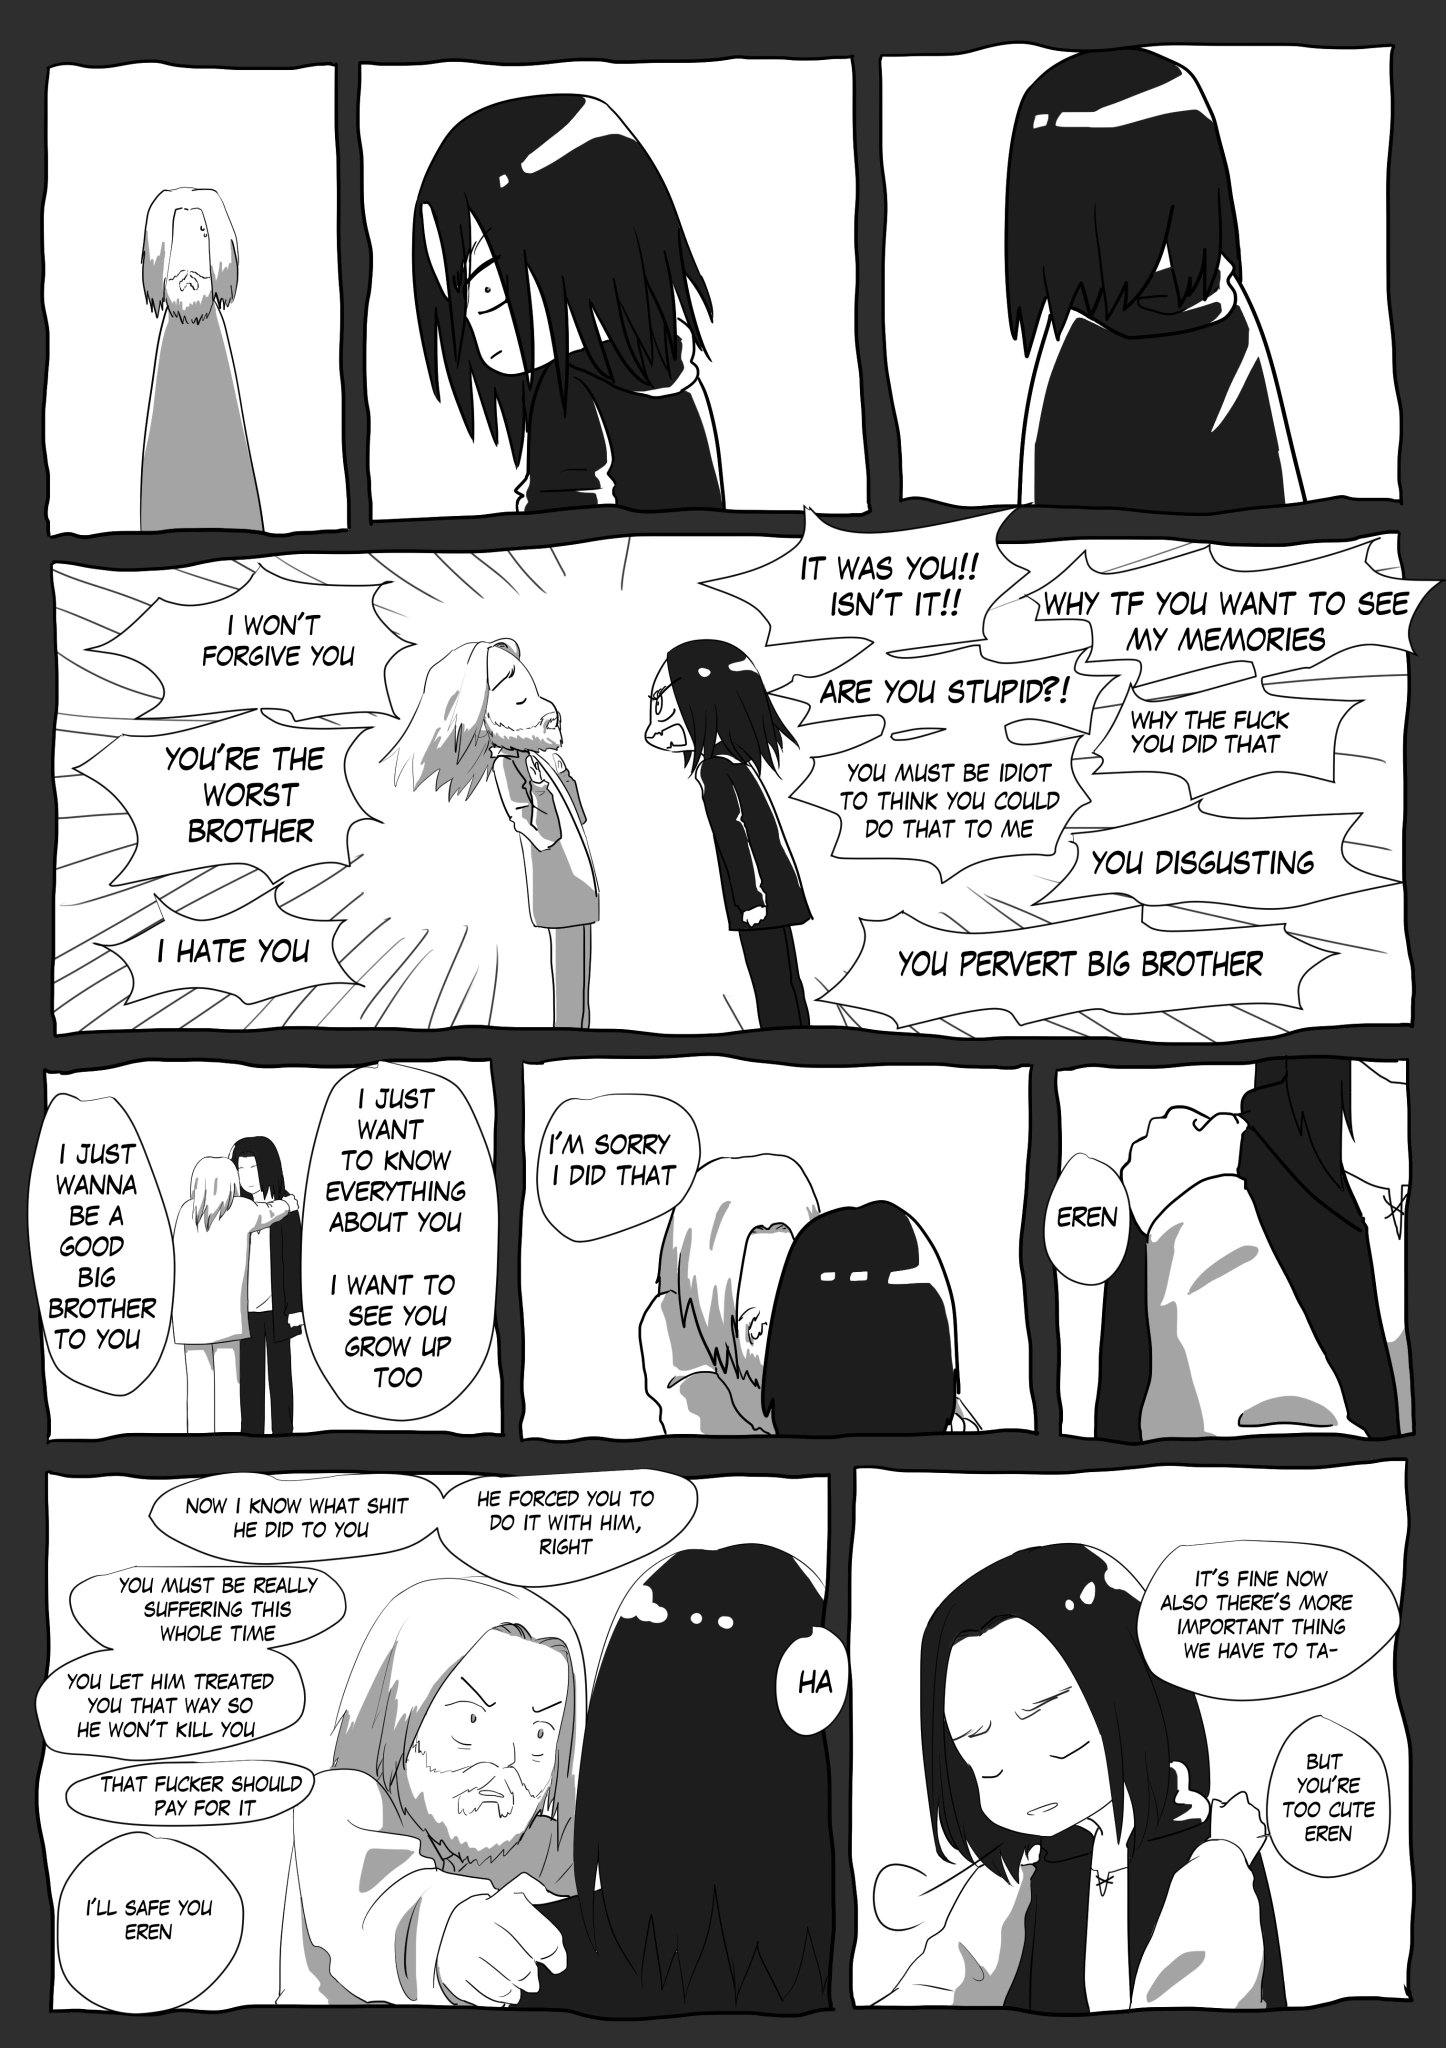 I WON'T
FORGIVE YOU
YOU'RE THE
WORST
BROTHER
I HATE YOU
IT WAS YOU!!
ISN'T IT!!
WHY TF YOU WANT TO SEE
MY MEMORIES
ARE YOU STUPID?!
WHY THE FUCK
YOU DID THAT
YOU MUST BE IDIOT
TO THINK YOU COULD
DO THAT TO ME
YOU DISGUSTING
YOU PERVERT BIG BROTHER
I JUST
WANNA
BE A
GOOD
BIG
BROTHER
TO YOU
I JUST
WANT
TO KNOW
EVERYTHING
ABOUT YOU
I WANT TO
SEE YOU
GROW UP
TOO
I'M SORRY
I DID THAT
EREN
NOW I KNOW WHAT SHIT
HE DID TO YOU
HE FORCED YOU TO
DO IT WITH HIM,
RIGHT
YOU MUST BE REALLY
SUFFERING THIS
WHOLE TIME
YOU LET HIM TREATED
YOU THAT WAY SO
HE WON'T KILL YOU
THAT FUCKER SHOULD
PAY FOR IT
I'LL SAFE YOU
EREN
HA
IT'S FINE NOW
ALSO THERE'S MORE
IMPORTANT THING
WE HAVE TO TA-
BUT
YOU'RE
TOO CUTE
EREN